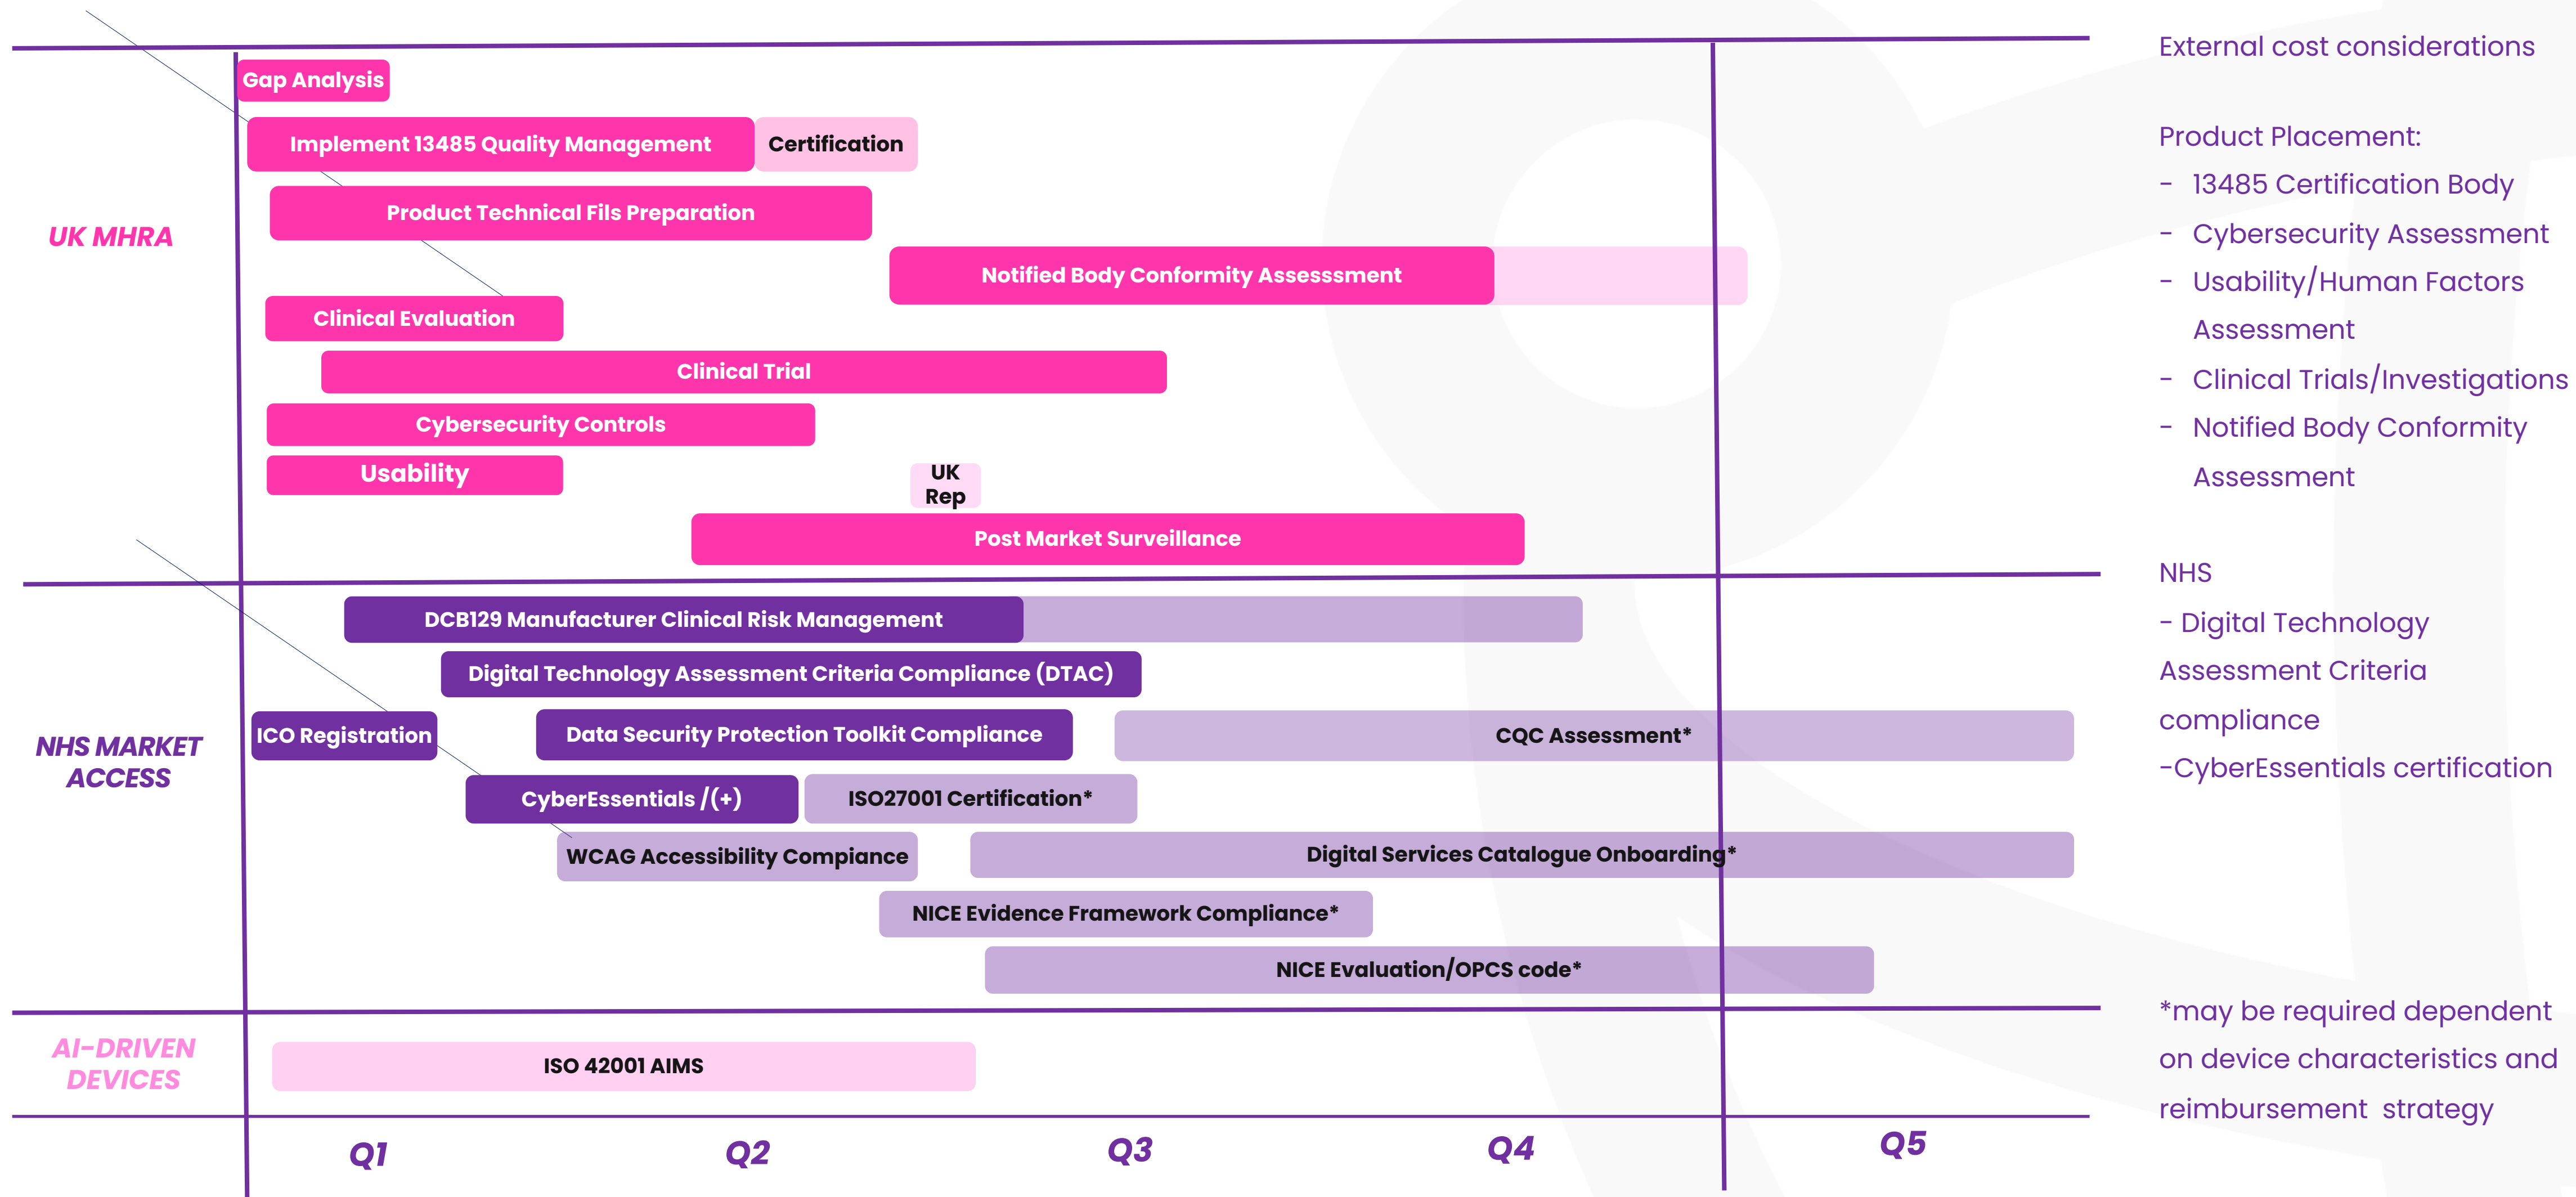 Gap Analysis
Implement 13485 Quality Management
Certification
Product Technical Fils Preparation
UK MHRA
Notified Body Conformity Assesssment
Clinical Evaluation
Clinical Trial
Cybersecurity Controls
Usability
UK
Rep
Post Market Surveillance
DCB129 Manufacturer Clinical Risk Management
Digital Technology Assessment Criteria Compliance (DTAC)
NHS MARKET
ACCESS
ICO Registration
Data Security Protection Toolkit Compliance
CQC Assessment*
CyberEssentials /(+)
ISO27001 Certification*
WCAG Accessibility Compiance
Digital Services Catalogue Onboarding*
NICE Evidence Framework Compliance*
NICE Evaluation/OPCS code*
AI-DRIVEN
DEVICES
ISO 42001 AIMS
Q1
Q2
Q3
Q4
Q5
External cost considerations
Product Placement:
- 13485 Certification Body
- Cybersecurity Assessment
- Usability/Human Factors
Assessment
- Clinical Trials/Investigations
- Notified Body Conformity
Assessment
NHS
- Digital Technology
Assessment Criteria
compliance
-CyberEssentials certification
*may be required dependent
on device characteristics and
reimbursement strategy